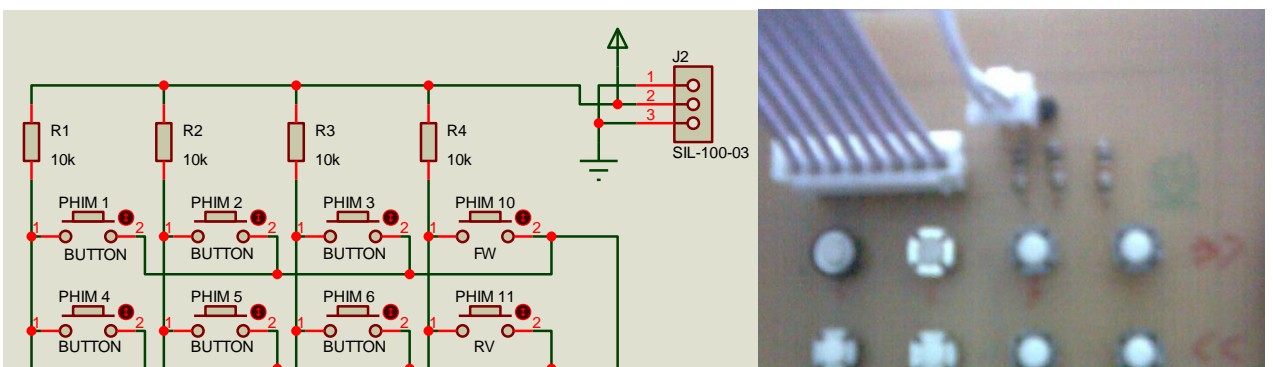 J2
1
2
3
SIL-100-03
R1
10k
R2
10k
R3
10k
R4
10k
PHIM 1
1 2
BUTTON
PHIM 2
1 2
BUTTON
PHIM 3
1 2
BUTTON
PHIM 10
1 2
FW
PHIM 4
1 2
BUTTON
PHIM 5
1 2
BUTTON
PHIM 6
1 2
BUTTON
PHIM 11
1 2
RV
>>
<<